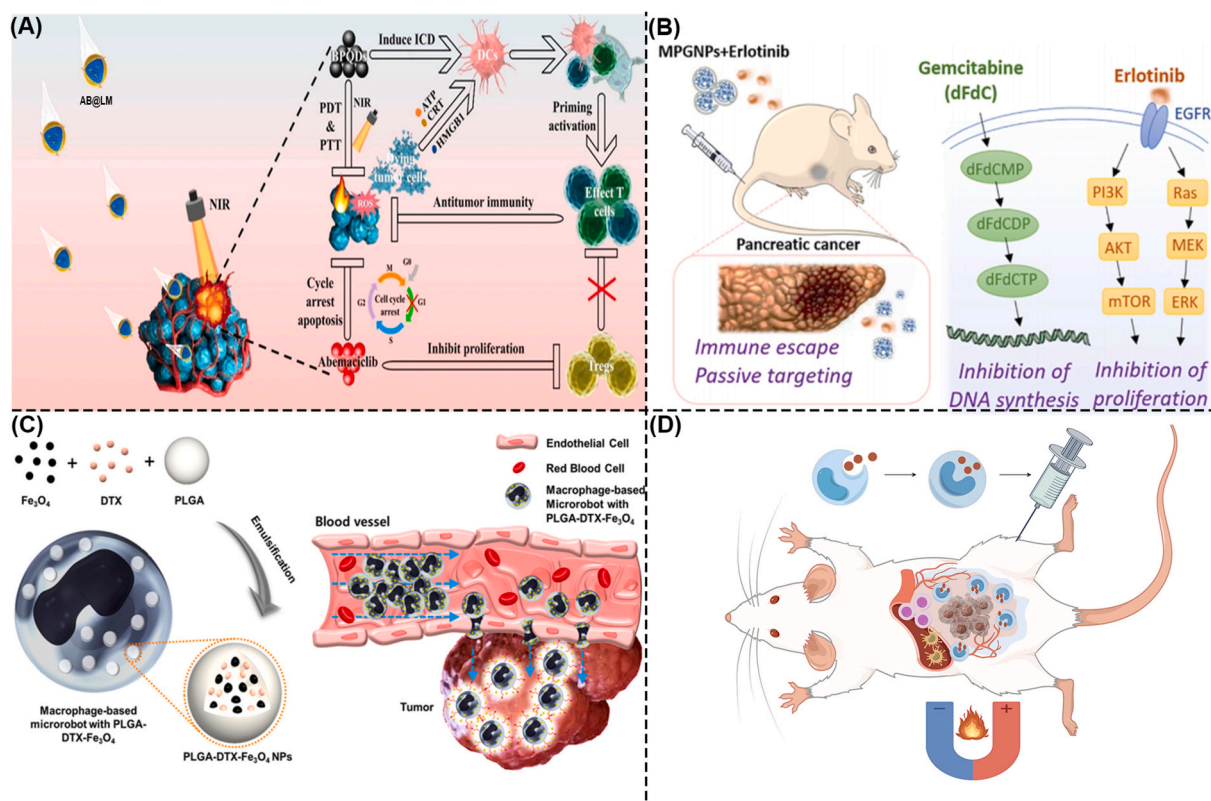 (A)
AB@LM
NIR
BPQDs
Induce ICD
DCs
PDT
&
PTT
NIR
ATP
CRT
HMGB1
Dying
tumor cells
ROS
Priming
activation
Effect T
cells
Antitumor immunity
Cycle
arrest
apoptosis
M
G0
G2
Cell cycle
arrest
G1
S
Abemaciclib
Inhibit proliferation
Tregs
(B)
MPGNPs+Erlotinib
Pancreatic cancer
Immune escape
Passive targeting
Gemcitabine
(dFdC)
Erlotinib
EGFR
dFdCMP
dFdCDP
dFdCTP
PI3K
AKT
mTOR
Ras
MEK
ERK
Inhibition of
DNA synthesis
Inhibition of
proliferation
(C)
Fe₃O₄
+
DTX
+
PLGA
Emulsification
Macrophage-based
microrobot with PLGA-
DTX-Fe₃O₄
PLGA-DTX-Fe₃O₄ NPs
Endothelial Cell
Red Blood Cell
Macrophage-based
Microrobot with
PLGA-DTX-Fe₃O₄
Blood vessel
Tumor
(D)
− +